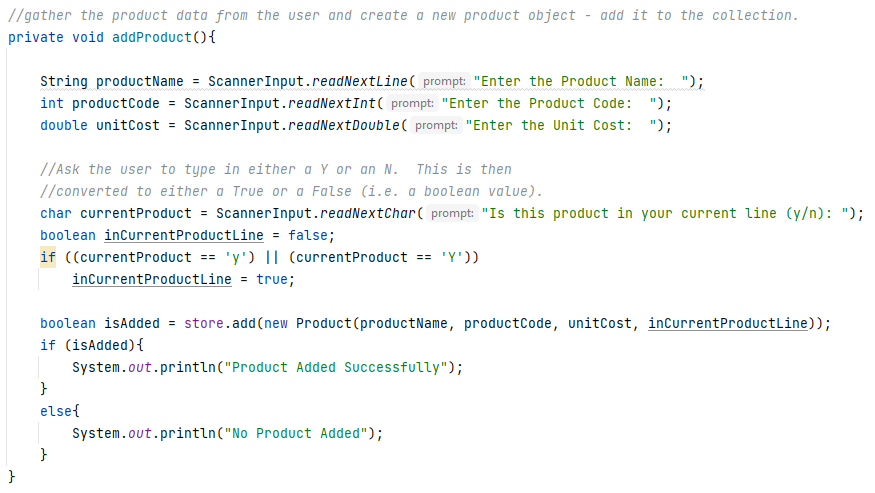 //gather the product data from the user and create a new product object - add it to the collection.
private void addProduct(){
String productName = ScannerInput.readNextLine( prompt: "Enter the Product Name:  ");
int productCode = ScannerInput.readNextInt( prompt: "Enter the Product Code:  ");
double unitCost = ScannerInput.readNextDouble( prompt: "Enter the Unit Cost:  ");
//Ask the user to type in either a Y or an N.  This is then
//converted to either a True or a False (i.e. a boolean value).
char currentProduct = ScannerInput.readNextChar( prompt: "Is this product in your current line (y/n): ");
boolean inCurrentProductLine = false;
if ((currentProduct == 'y') || (currentProduct == 'Y'))
inCurrentProductLine = true;
boolean isAdded = store.add(new Product(productName, productCode, unitCost, inCurrentProductLine));
if (isAdded){
System.out.println("Product Added Successfully");
}
else{
System.out.println("No Product Added");
}
}